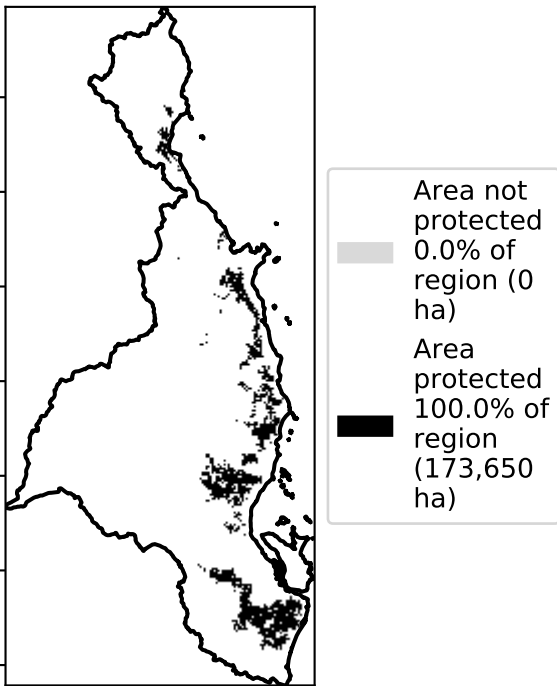 Area not
protected
0.0% of
region (0
ha)
Area
protected
100.0% of
region
(173,650
ha)